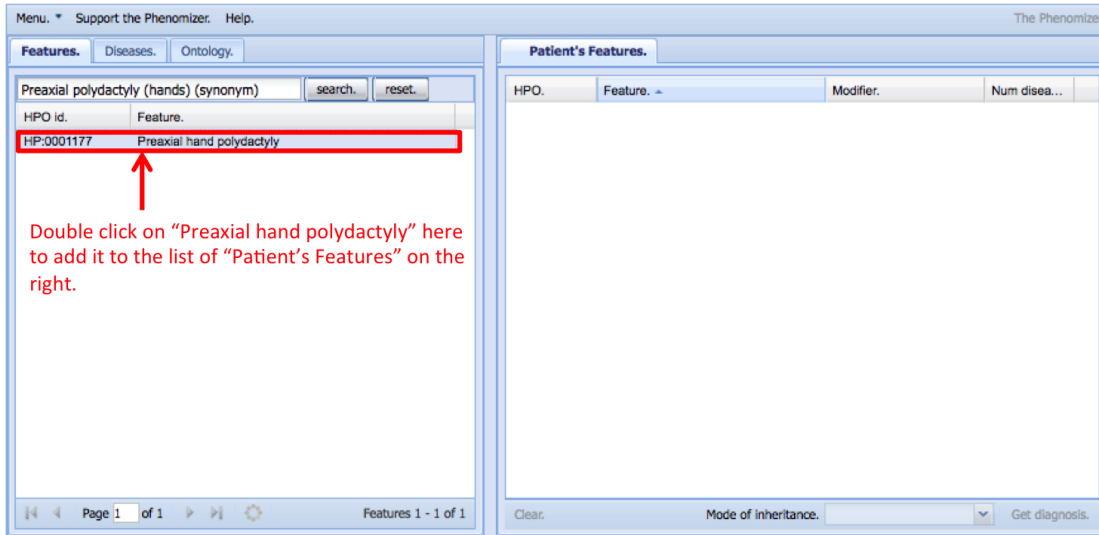 Menu. Support the Phenomizer. Help. The Phenomize
Features. Diseases. Ontology. Patient's Features.
Preaxial polydactyly (hands) (synonym) search. reset.
HPO. Feature. Modifier. Num disea...
HPO id. Feature.
HP:0001177 Preaxial hand polydactyly
Double click on “Preaxial hand polydactyly” here
to add it to the list of “Patient’s Features” on the
right.
Page 1 of 1 Features 1 - 1 of 1
Clear. Mode of inheritance. Get diagnosis.